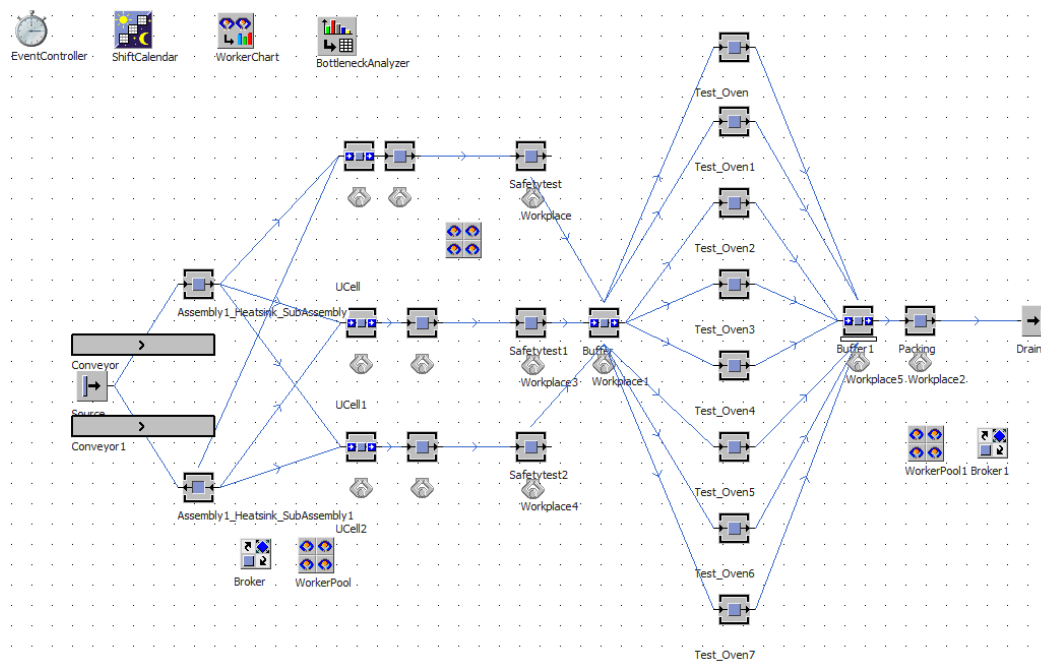 EventController
ShiftCalendar
WorkerChart
BottleneckAnalyzer
Test_Oven
Test_Oven1
Safetytest
Workplace
Test_Oven2
UCell
Assembly1_Heatsink_SubAssembly
Test_Oven3
Conveyor
Safetytest1
Buffer
Buffer1
Packing
Drain
Workplace3
Workplace1
Workplace5
Workplace2
Source
UCell1
Test_Oven4
Conveyor1
Safetytest2
WorkerPool1
Broker1
Test_Oven5
Workplace4
Assembly1_Heatsink_SubAssembly1
UCell2
Broker
WorkerPool
Test_Oven6
Test_Oven7